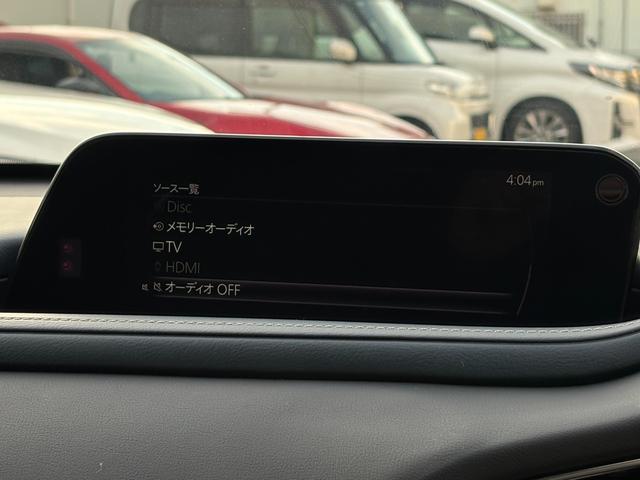 ソース一覧
4:04pm
Disc
メモリーオーディオ
TV
HDMI
オーディオ OFF